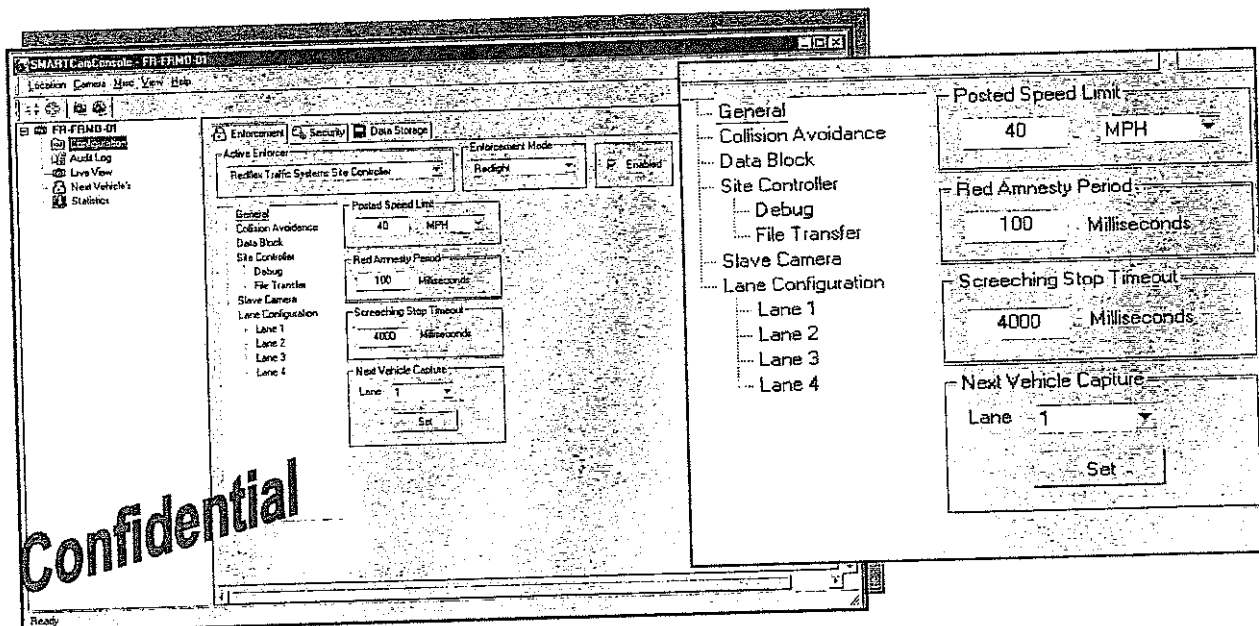 SMARTCamConsole - FR-FRMO-01
Location Camera View Help
FR-FRMO-01
Configuration
Audit Log
Live View
Next Vehicle's
Statistics
Enforcement Security Data Storage
Active Enforcer
Redflex Traffic Systems Site Controller
Enforcement Mode
Redlight
Enabled
General
Collision Avoidance
Data Block
Site Controller
Debug
File Transfer
Slave Camera
Lane Configuration
Lane 1
Lane 2
Lane 3
Lane 4
Posted Speed Limit
40 MPH
Red Amnesty Period
100 Milliseconds
Screeching Stop Timeout
4000 Milliseconds
Next Vehicle Capture
Lane 1
Set
Confidential
Ready
General
Collision Avoidance
Data Block
Site Controller
Debug
File Transfer
Slave Camera
Lane Configuration
Lane 1
Lane 2
Lane 3
Lane 4
Posted Speed Limit
40 MPH
Red Amnesty Period
100 Milliseconds
Screeching Stop Timeout
4000 Milliseconds
Next Vehicle Capture
Lane 1
Set